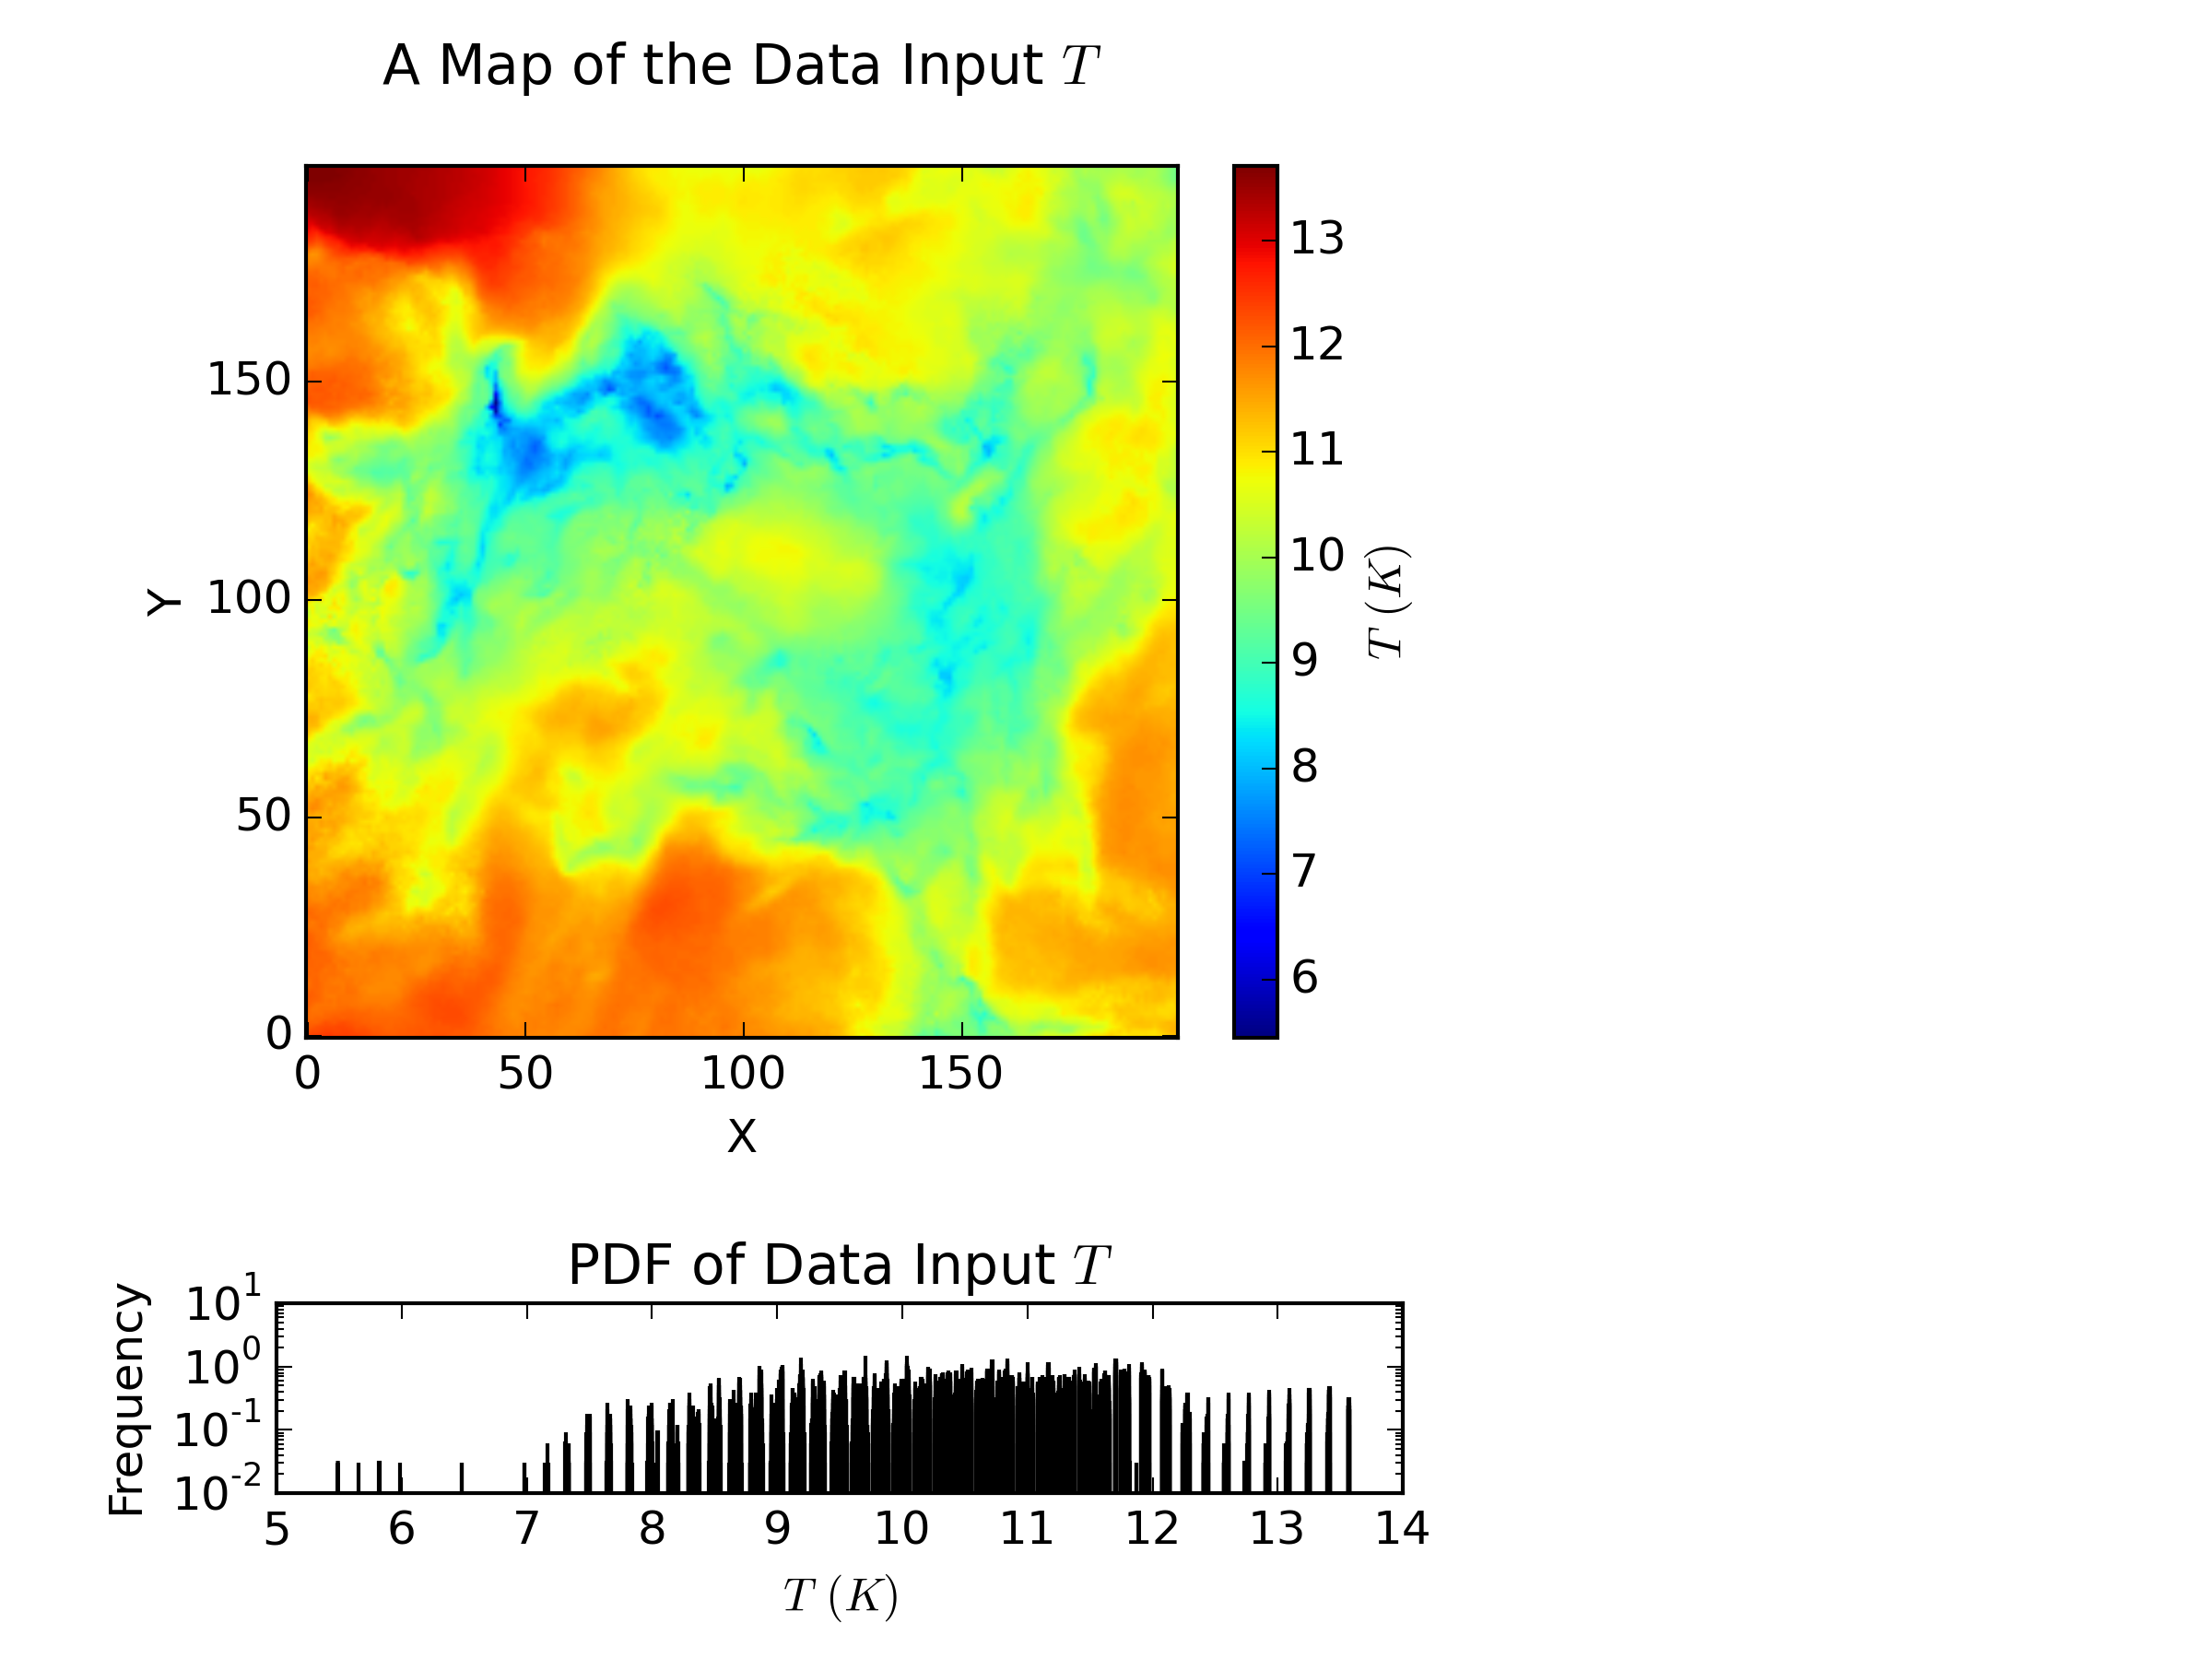 A Map of the Data Input T
150
100
50
0
Y
0 50 100 150
X
13
12
11
10
9
8
7
6
T (K)
PDF of Data Input T
10^1
10^0
10^-1
10^-2
Frequency
5 6 7 8 9 10 11 12 13 14
T (K)